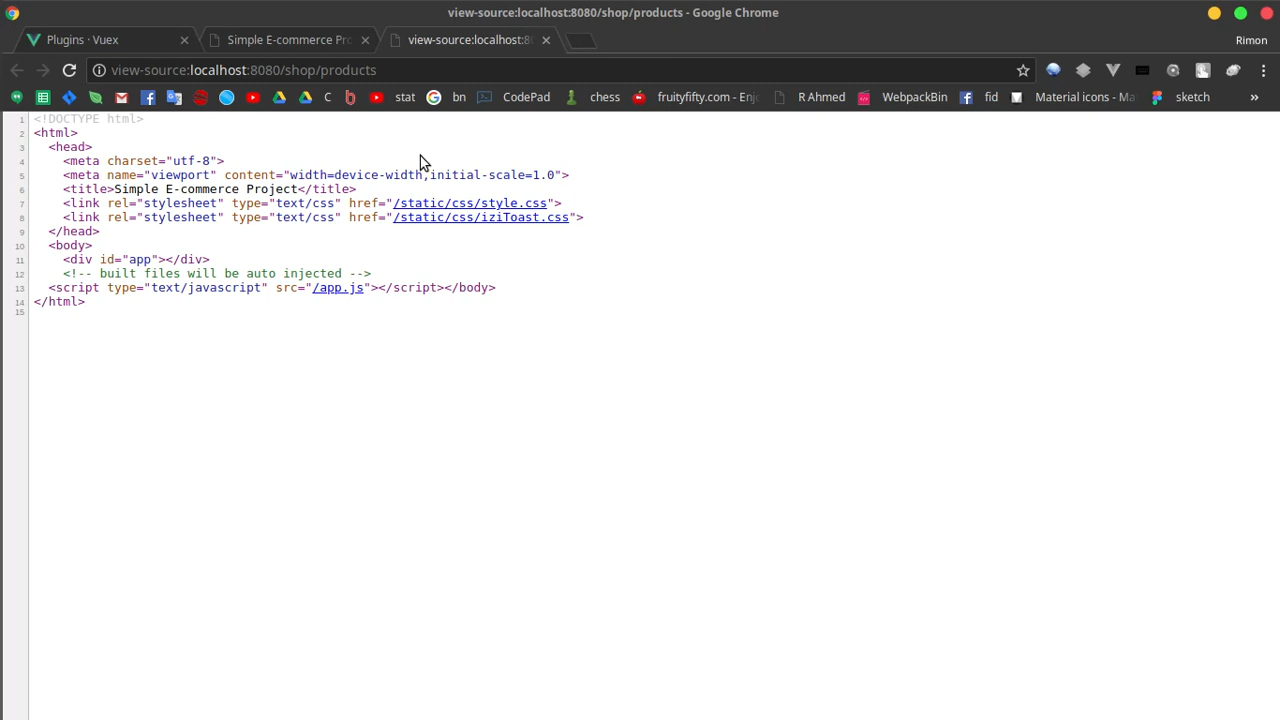 view-source:localhost:8080/shop/products - Google Chrome
Plugins · Vuex
Simple E-commerce Pr
view-source:localhost:8
Rimon
view-source:localhost:8080/shop/products
C
stat
bn
CodePad
chess
fruityfifty.com - Enj
R Ahmed
WebpackBin
fid
Material icons - Ma
sketch
»
1 <!DOCTYPE html>
2 <html>
3 <head>
4 <meta charset="utf-8">
5 <meta name="viewport" content="width=device-width,initial-scale=1.0">
6 <title>Simple E-commerce Project</title>
7 <link rel="stylesheet" type="text/css" href="/static/css/style.css">
8 <link rel="stylesheet" type="text/css" href="/static/css/iziToast.css">
9 </head>
10 <body>
11 <div id="app"></div>
12 <!-- built files will be auto injected -->
13 <script type="text/javascript" src="/app.js"></script></body>
14 </html>
15